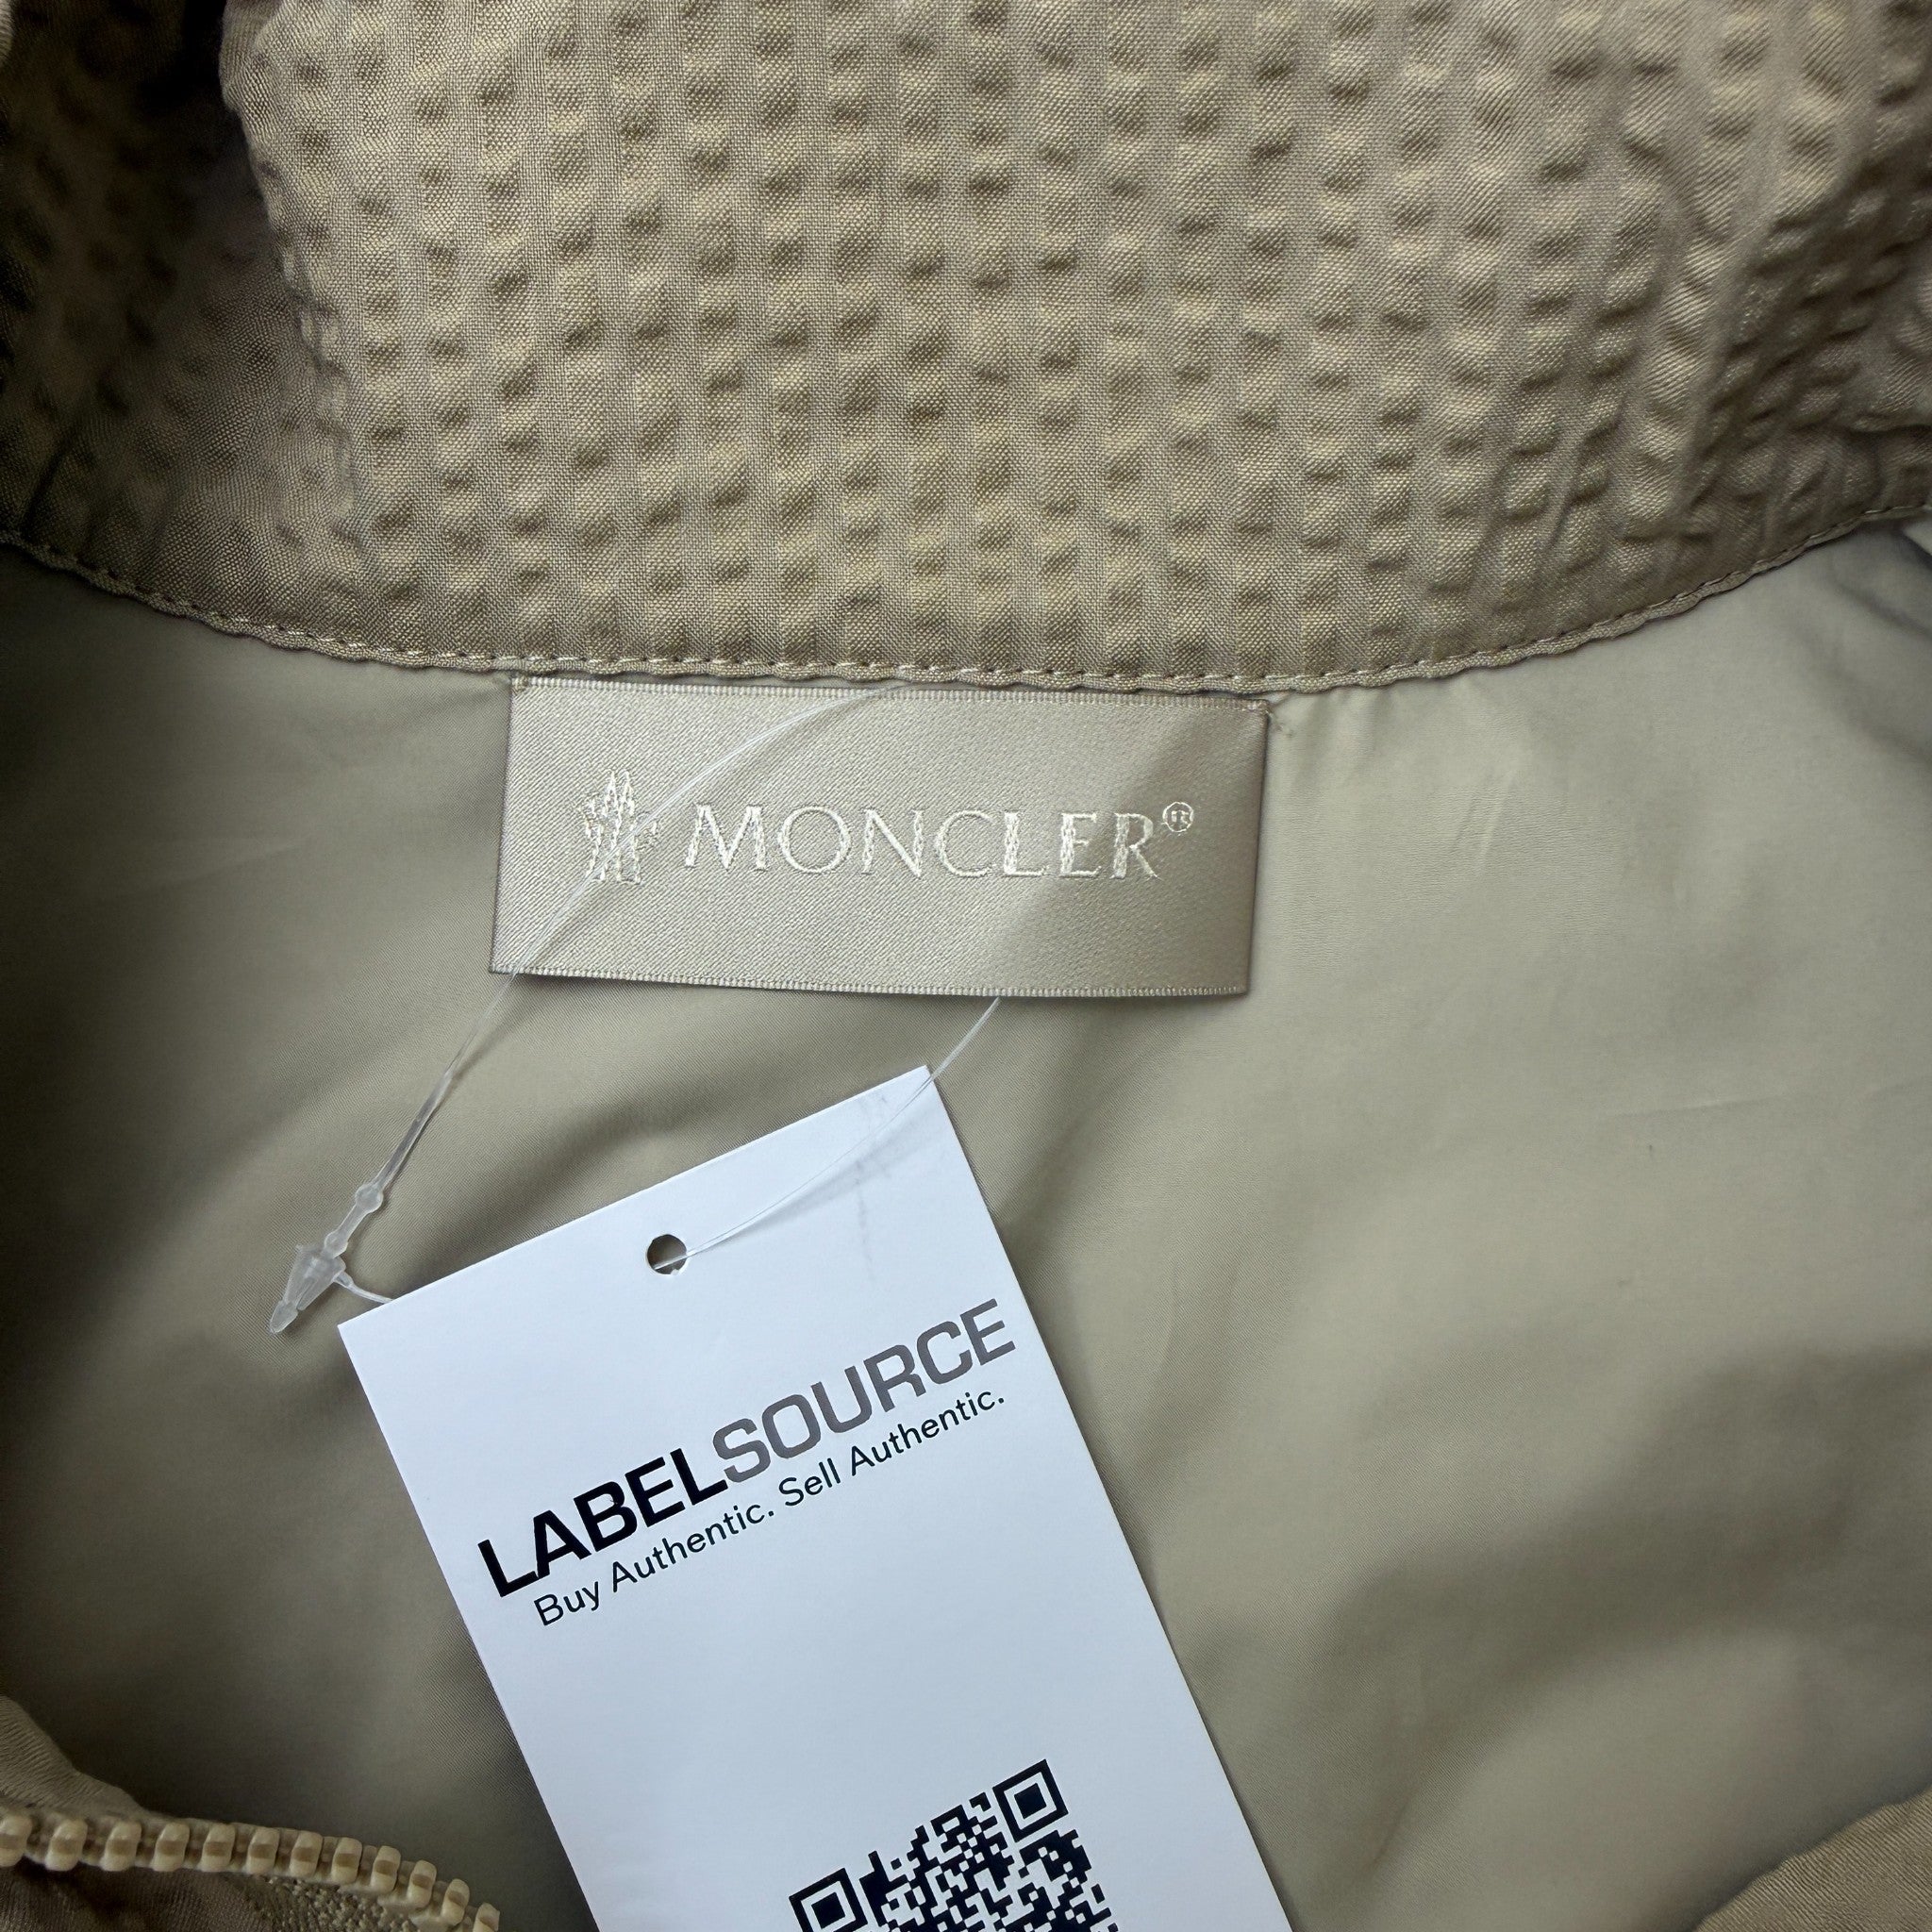 MONCLER®
LABELSOURCE
Buy Authentic. Sell Authentic.